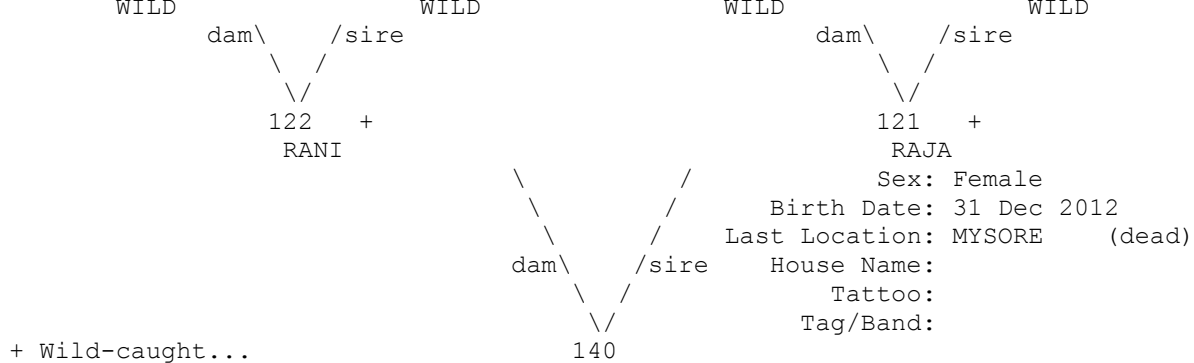 WILD WILD WILD WILD
dam\ /sire dam\ /sire
\ / \ /
\/ \/
122 + 121 +
RANI RAJA
\ / Sex: Female
\ / Birth Date: 31 Dec 2012
\ / Last Location: MYSORE (dead)
dam\ /sire House Name:
\ / Tattoo:
\/ Tag/Band:
+ Wild-caught... 140